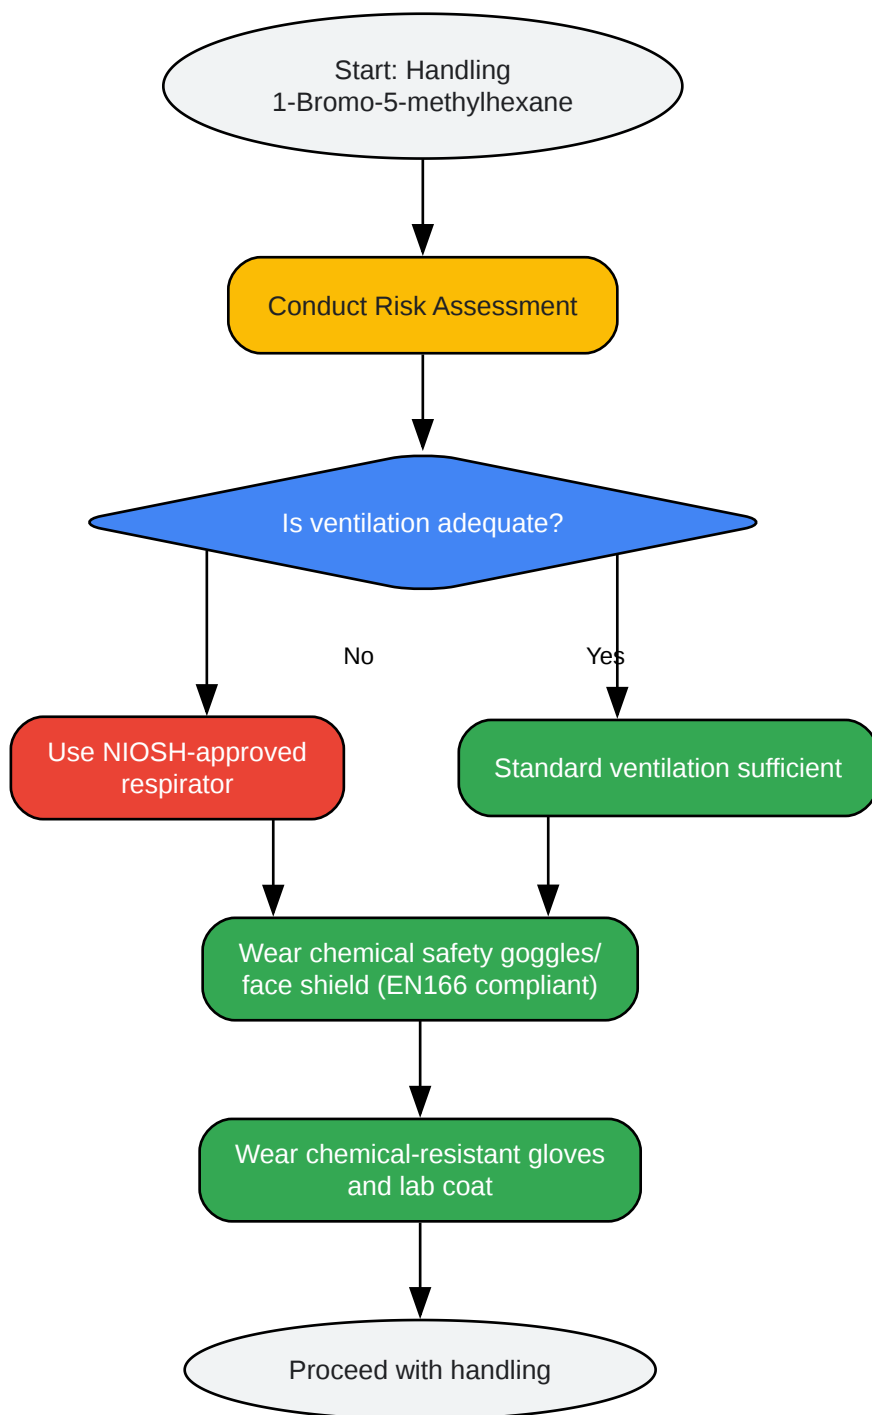 Start: Handling
1-Bromo-5-methylhexane
Conduct Risk Assessment
Is ventilation adequate?
No
Yes
Use NIOSH-approved
respirator
Standard ventilation sufficient
Wear chemical safety goggles/
face shield (EN166 compliant)
Wear chemical-resistant gloves
and lab coat
Proceed with handling